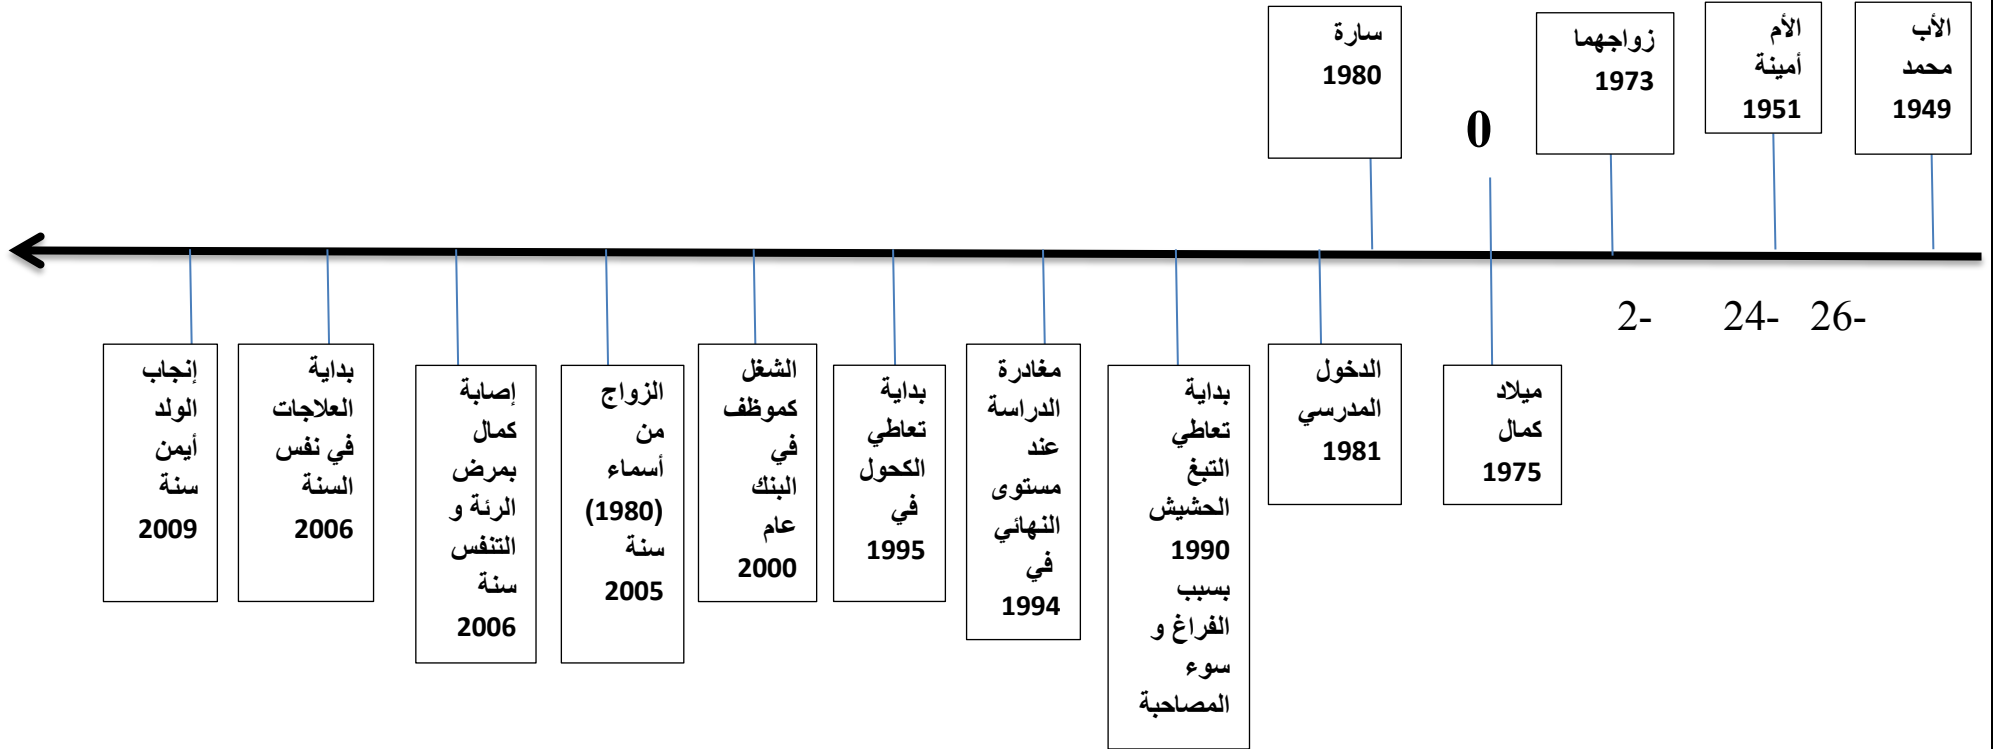 الأب
محمد
1949
الأم
أمينة
1951
زواجهما
1973
0
سارة
1980
26-
24-
2-
ميلاد
كمال
1975
الدخول
المدرسي
1981
بداية
تعاطي
التبغ
الحشيش
1990
بسبب
الفراغ و
سوء
المصاحبة
مغادرة
الدراسة
عند
مستوى
النهائي
في
1994
بداية
تعاطي
الكحول
في
1995
الشغل
كموظف
في
البنك
عام
2000
الزواج
من
أسماء
(1980)
سنة
2005
إصابة
كمال
بمرض
الرئة و
التنفس
سنة
2006
بداية
العلاجات
في نفس
السنة
2006
إنجاب
الولد
أيمن
سنة
2009